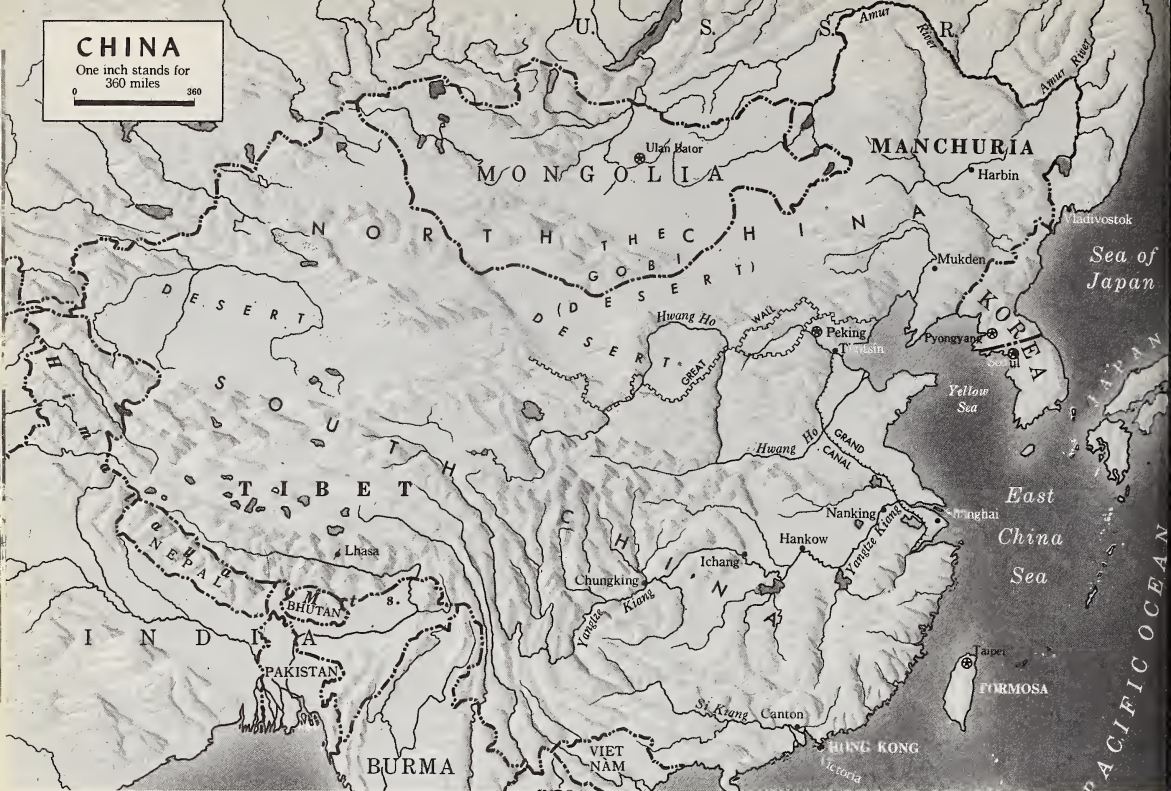 CHINA
One inch stands for
360 miles
0 360
U. S. S. R.
Amur
River
Amur River
MANCHURIA
Harbin
Ulan Bator
MONGOLIA
Vladivostok
Sea of
Japan
NORTH CHINA
THE
GOBI
(DESERT)
Mukden
DESERT
DESERT
Hwang Ho
WALL
GREAT
Peking
KOREA
Pyongyang
Yellow
Sea
JAPAN
Himalaya Mts.
SOUTH CHINA
Hwang Ho
GRAND
CANAL
TIBET
Lhasa
NEPAL
BHUTAN
INDIA
PAKISTAN
BURMA
Nanking
Yangtze Kiang
Hankow
Ichang
Chungking
Yangtze Kiang
East
China
Sea
Taipei
FORMOSA
Si Kiang
Canton
HONG KONG
Victoria
VIET
NAM
PACIFIC OCEAN